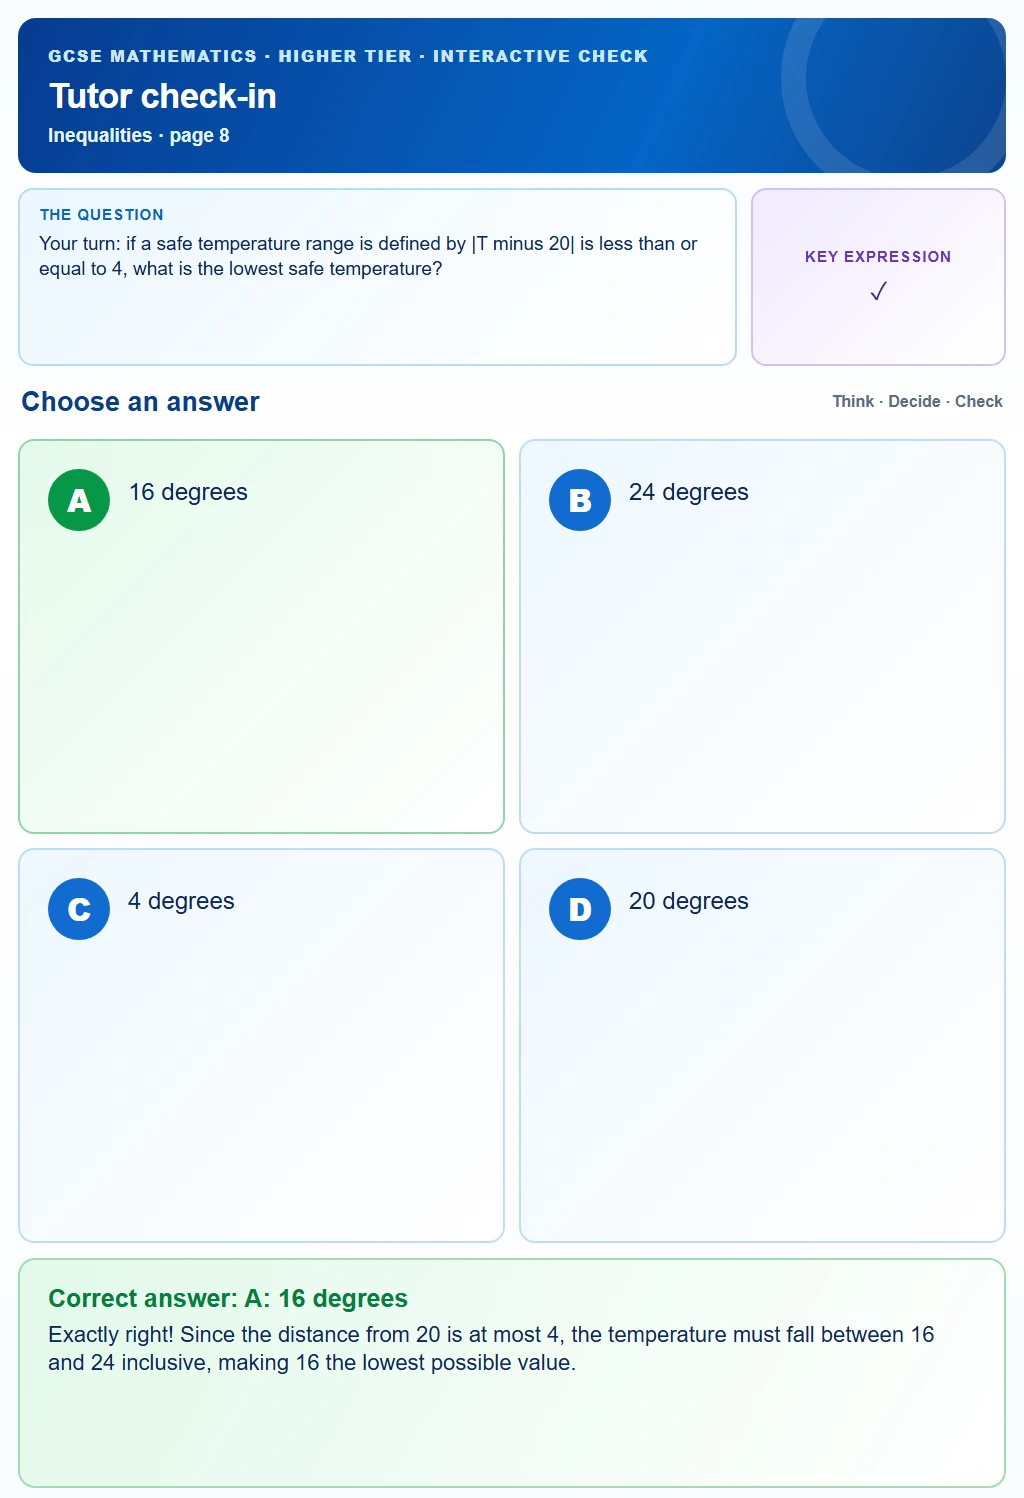 GCSE MATHEMATICS · HIGHER TIER · INTERACTIVE CHECK
Tutor check-in
Inequalities · page 8
THE QUESTION
Your turn: if a safe temperature range is defined by |T minus 20| is less than or
equal to 4, what is the lowest safe temperature?
KEY EXPRESSION
✓
Choose an answer
Think · Decide · Check
A
16 degrees
B
24 degrees
C
4 degrees
D
20 degrees
Correct answer: A: 16 degrees
Exactly right! Since the distance from 20 is at most 4, the temperature must fall between 16
and 24 inclusive, making 16 the lowest possible value.